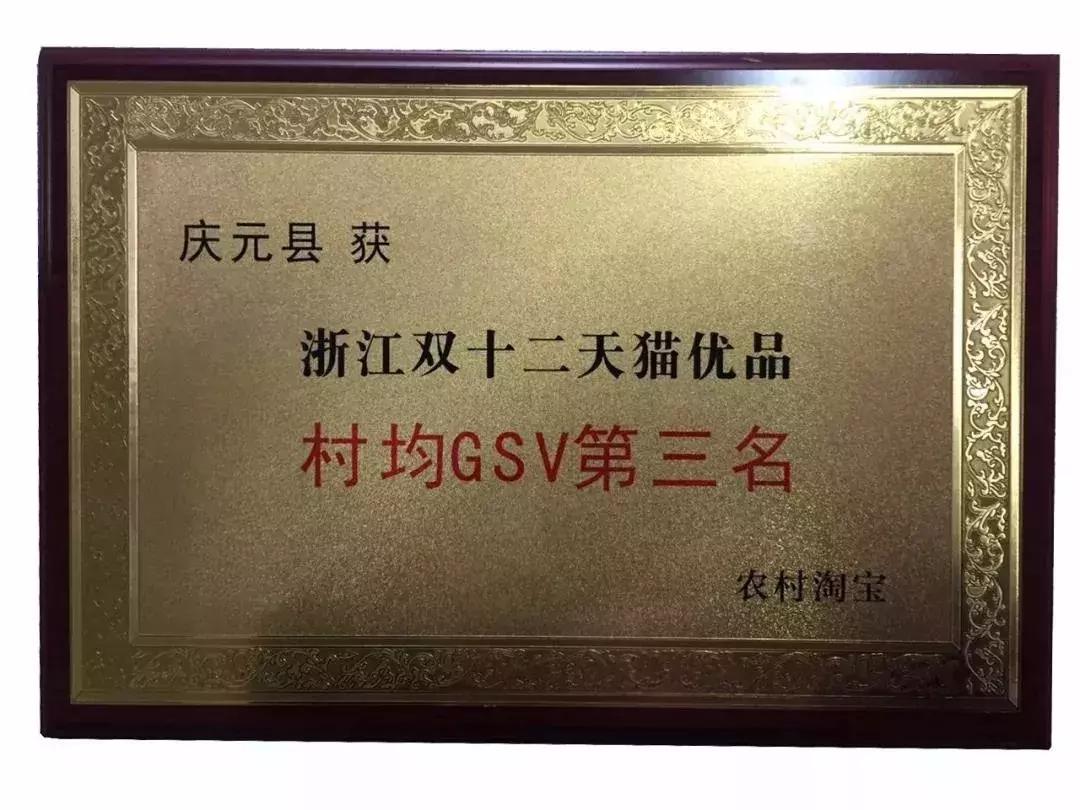 庆元县 获
浙江双十二天猫优品
村均GSV第三名
农村淘宝